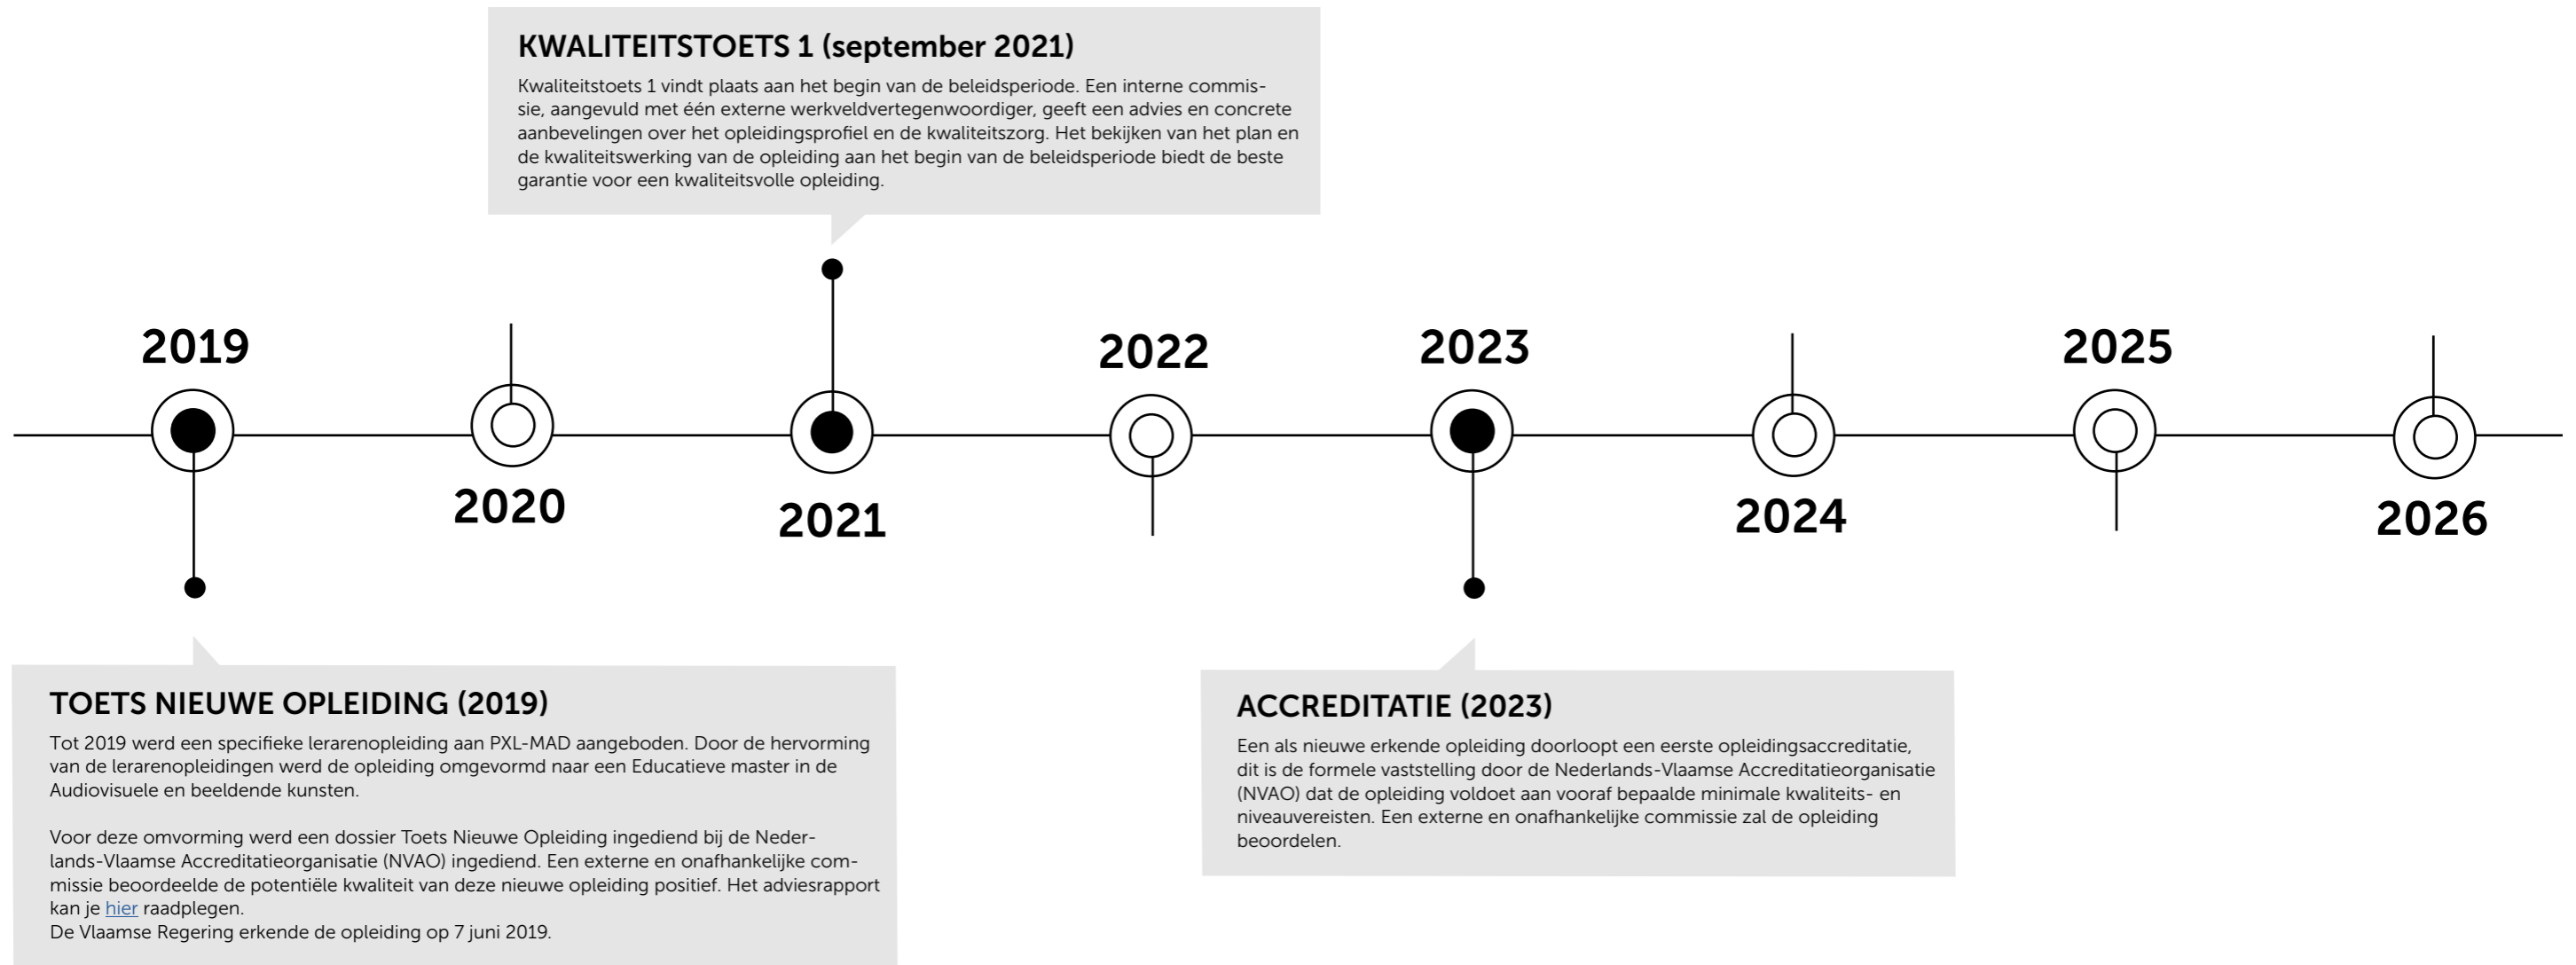 KWALITEITSTOETS 1 (september 2021)
Kwaliteitstoets 1 vindt plaats aan het begin van de beleidsperiode. Een interne commis-
sie, aangevuld met één externe werkveldvertegenwoordiger, geeft een advies en concrete
aanbevelingen over het opleidingsprofiel en de kwaliteitszorg. Het bekijken van het plan en
de kwaliteitswerking van de opleiding aan het begin van de beleidsperiode biedt de beste
garantie voor een kwaliteitsvolle opleiding.
2019
2020
2021
2022
2023
2024
2025
2026
TOETS NIEUWE OPLEIDING (2019)
Tot 2019 werd een specifieke lerarenopleiding aan PXL-MAD aangeboden. Door de hervorming
van de lerarenopleidingen werd de opleiding omgevormd naar een Educatieve master in de
Audiovisuele en beeldende kunsten.
Voor deze omvorming werd een dossier Toets Nieuwe Opleiding ingediend bij de Neder-
lands-Vlaamse Accreditatieorganisatie (NVAO) ingediend. Een externe en onafhankelijke com-
missie beoordeelde de potentiële kwaliteit van deze nieuwe opleiding positief. Het adviesrapport
kan je hier raadplegen.
De Vlaamse Regering erkende de opleiding op 7 juni 2019.
ACCREDITATIE (2023)
Een als nieuwe erkende opleiding doorloopt een eerste opleidingsaccreditatie,
dit is de formele vaststelling door de Nederlands-Vlaamse Accreditatieorganisatie
(NVAO) dat de opleiding voldoet aan vooraf bepaalde minimale kwaliteits- en
niveauvereisten. Een externe en onafhankelijke commissie zal de opleiding
beoordelen.